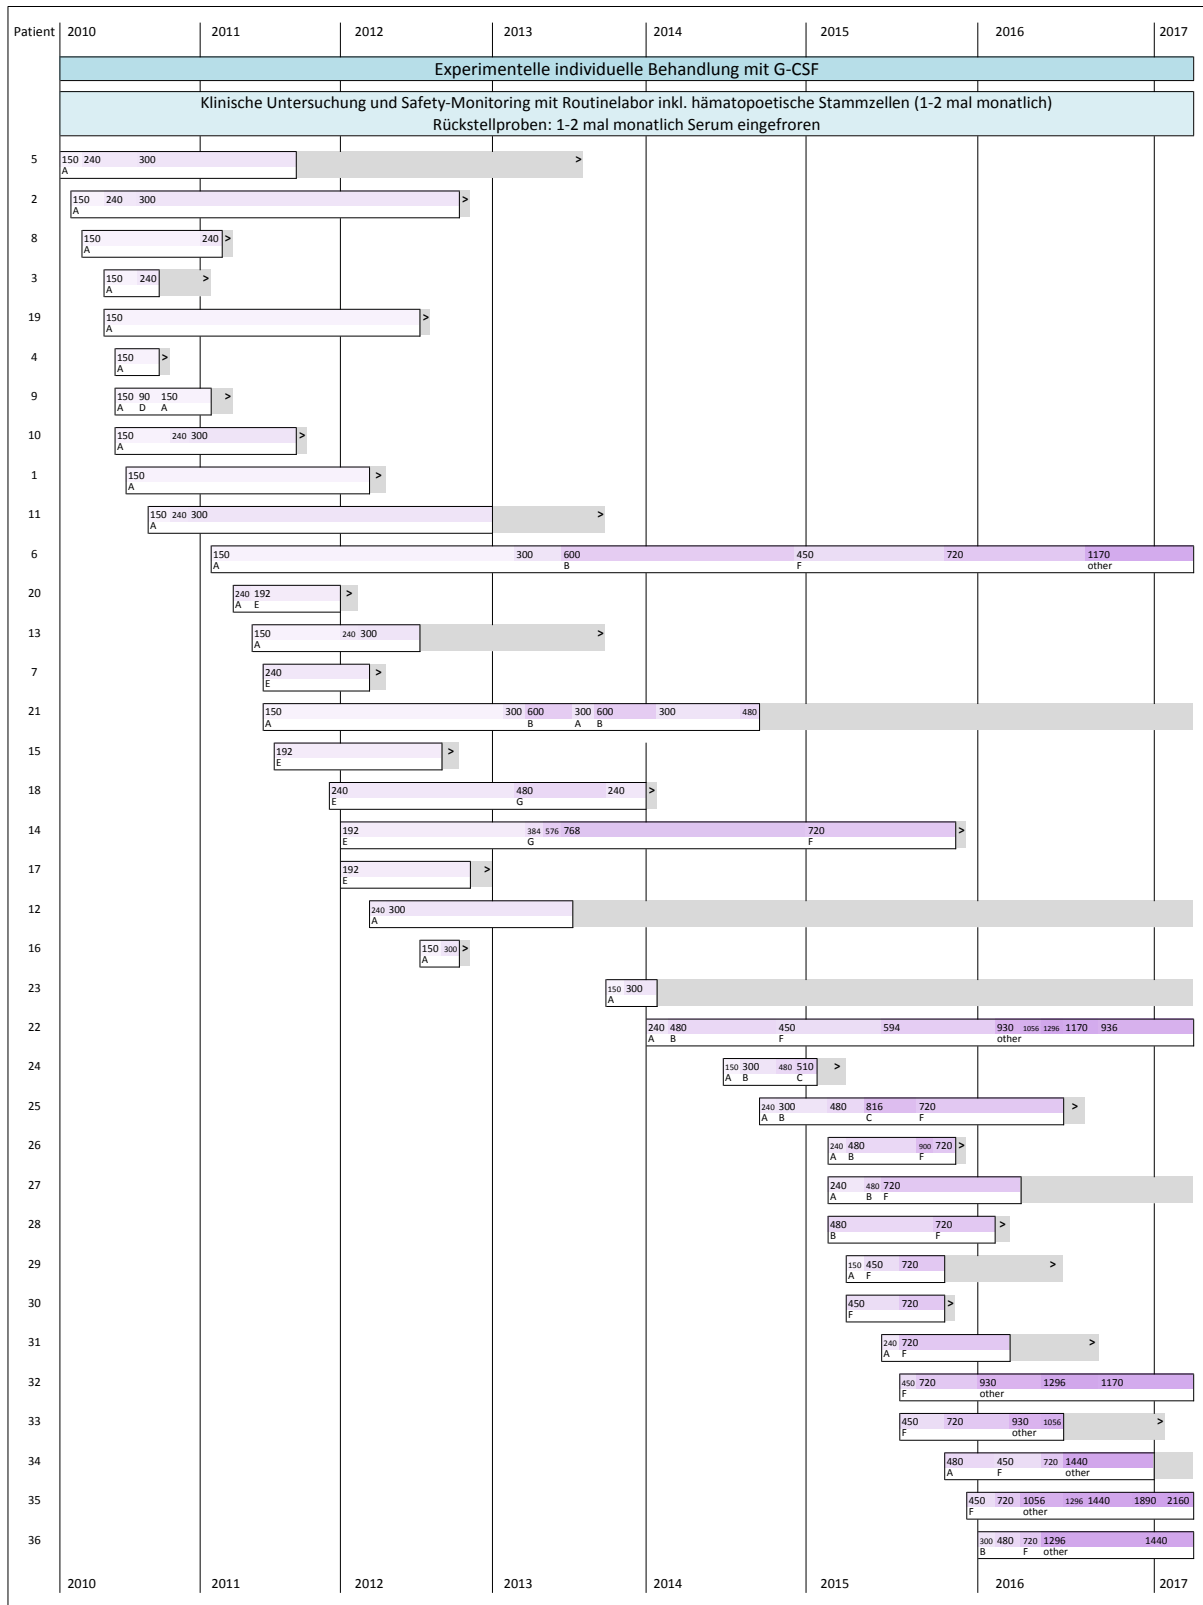 Patient 2010 2011 2012 2013 2014 2015 2016 2017
Experimentelle individuelle Behandlung mit G-CSF
Klinische Untersuchung und Safety-Monitoring mit Routinelabor inkl. hämatopoetische Stammzellen (1-2 mal monatlich)
Rückstellproben: 1-2 mal monatlich Serum eingefroren
5 150 240 300 >
A
2 150 240 300 >
A
8 150 240 >
A
3 150 240 >
A
19 150 >
A
4 150 >
A
9 150 90 150 >
A D A
10 150 240 300 >
A
1 150 >
A
11 150 240 300 >
A
6 150 300 600 450 720 1170
A B F other
20 240 192 >
A E
13 150 240 300 >
A
7 240 >
E
21 150 300 600 300 600 300 480
A B A B
15 192 >
E
18 240 480 240 >
E G
14 192 384 576 768 720 >
E G F
17 192 >
E
12 240 300
A
16 150 300 >
A
23 150 300
A
22 240 480 450 594 930 1056 1296 1170 936
A B F other
24 150 300 480 510 >
A B C
25 240 300 480 816 720 >
A B C F
26 240 480 900 720 >
A B F
27 240 480 720
A B F
28 480 720 >
B F
29 150 450 720 >
A F
30 450 720 >
F
31 240 720 >
A F
32 450 720 930 1296 1170
F other
33 450 720 930 1056 >
F other
34 480 450 720 1440
A F other
35 450 720 1056 1296 1440 1890 2160
F other
36 300 480 720 1296 1440
B F other
2010 2011 2012 2013 2014 2015 2016 2017